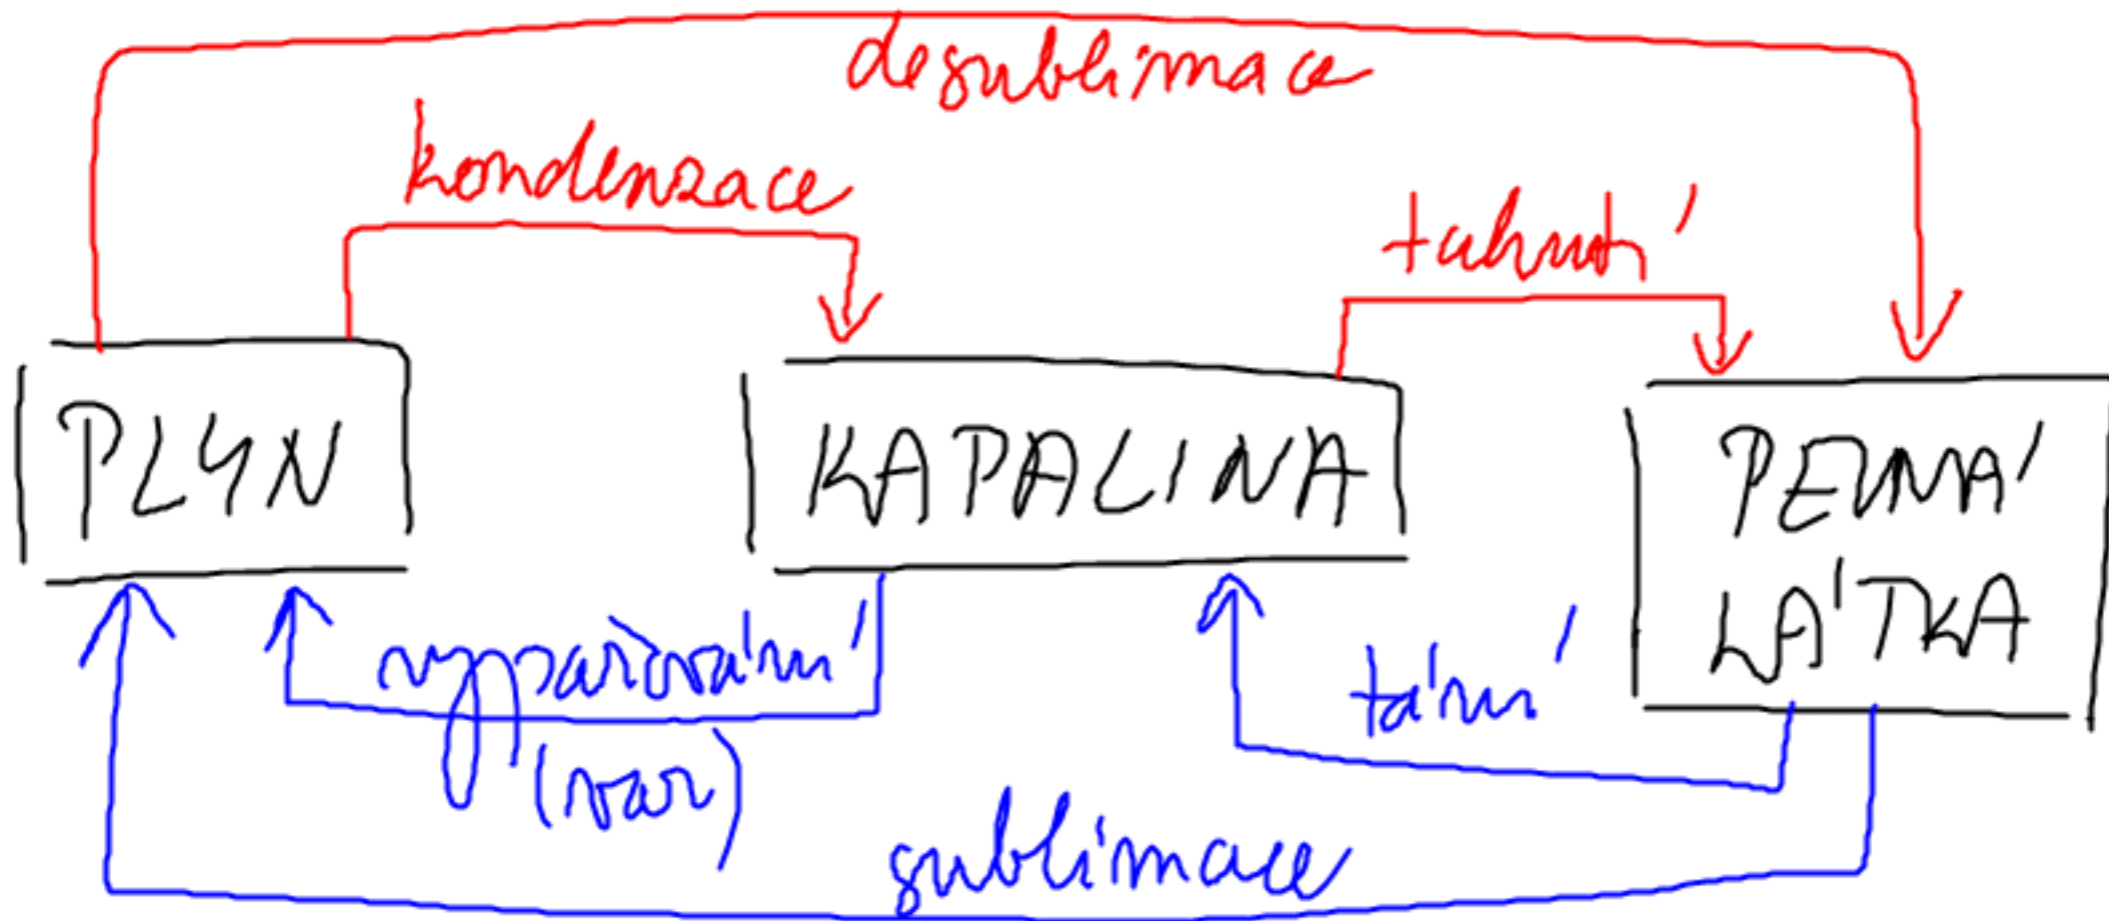 desublimace
kondenzace
tuhnutí
PLYN
KAPALINA
PEVNÁ
LÁTKA
vypařování
(var)
tání
sublimace